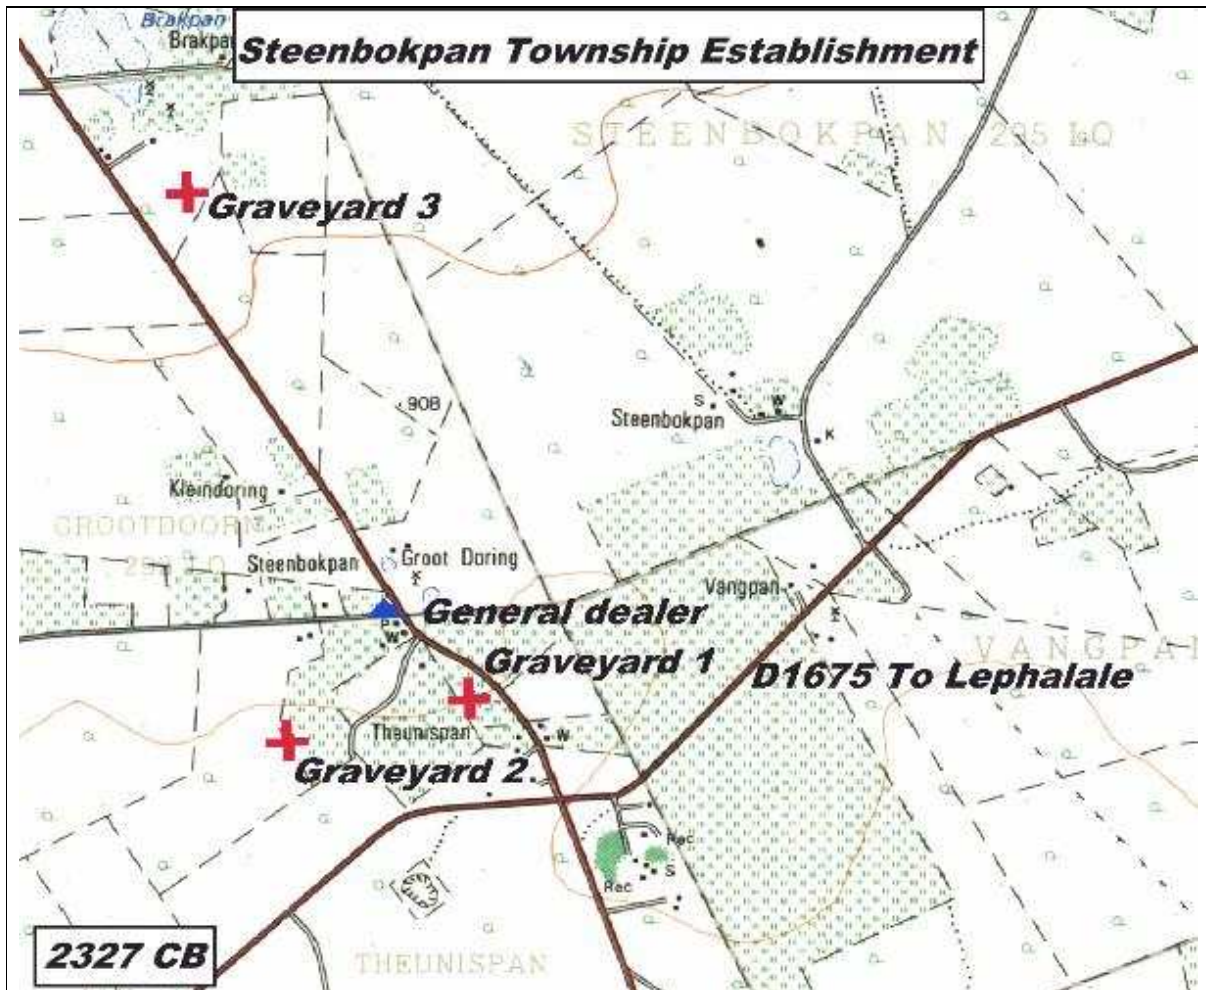 Brakpan
Steenbokpan Township Establishment
STEENBOKPAN 295 LQ
Graveyard 3
908
S
W
Steenbokpan
K
Kleindoring
GROOTDOORN
LQ
Steenbokpan
Groot Doring
Vangpan
General dealer
P
W
Graveyard 1
VANGPAN
D1675 To Lephalale
Theunispan
W
Graveyard 2
Rec
S
Rec
2327 CB
THEUNISPAN